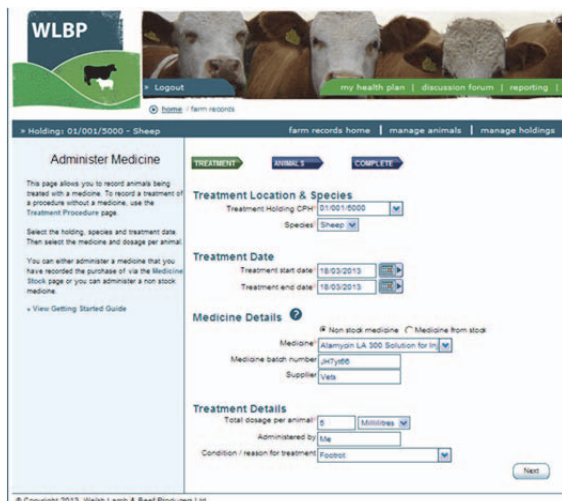 WLBP
» Logout
my health plan | discussion forum | reporting |
home / farm records
» Holding: 01/001/5000 - Sheep
farm records home | manage animals | manage holdings
Administer Medicine
This page allows you to record animals being
treated with a medicine. To record a treatment of
a procedure without a medicine, use the
Treatment Procedure page.
Select the holding, species and treatment date.
Then select the medicine and dosage per animal.
You can either administer a medicine that you
have recorded the purchase of via the Medicine
Stock page or you can administer a non stock
medicine.
» View Getting Started Guide
TREATMENT
ANIMALS
COMPLETE
Treatment Location & Species
Treatment Holding CPH* 01/001/5000
Species* Sheep
Treatment Date
Treatment start date* 18/03/2013
Treatment end date* 18/03/2013
Medicine Details ?
Non stock medicine Medicine from stock
Medicine* Alamycin LA 300 Solution for Inj
Medicine batch number JH7yt66
Supplier Vets
Treatment Details
Total dosage per animal* 5 Millilitres
Administered by Me
Condition / reason for treatment Footrot
Next
© Copyright 2013, Welsh Lamb & Beef Producers Ltd